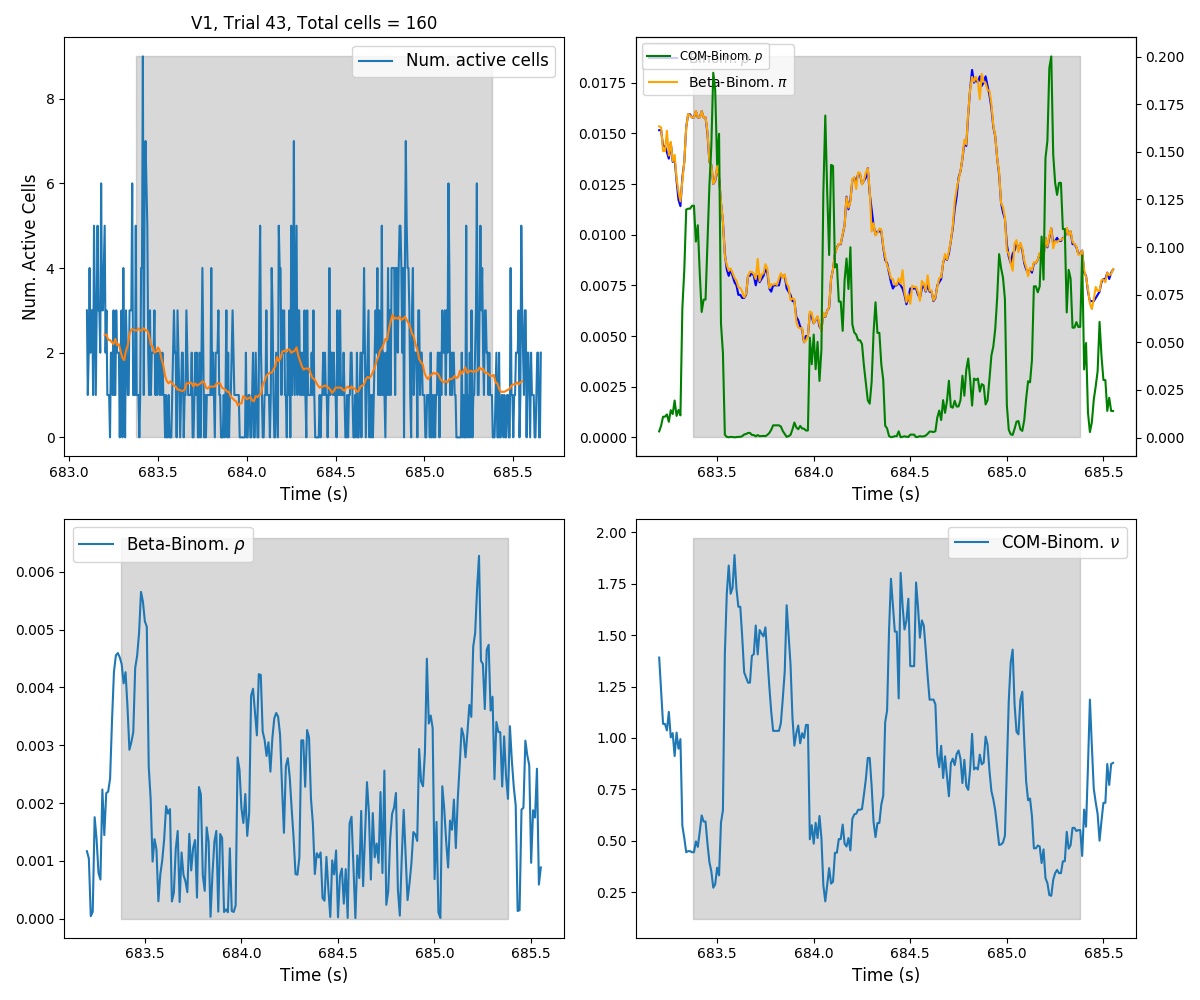 V1, Trial 43, Total cells = 160
Num. active cells
Num. Active Cells
8
6
4
2
0
683.0 683.5 684.0 684.5 685.0 685.5
Time (s)
COM-Binom. p
Beta-Binom. π
0.0175
0.0150
0.0125
0.0100
0.0075
0.0050
0.0025
0.0000
0.200
0.175
0.150
0.125
0.100
0.075
0.050
0.025
0.000
683.5 684.0 684.5 685.0 685.5
Time (s)
Beta-Binom. ρ
0.006
0.005
0.004
0.003
0.002
0.001
0.000
683.5 684.0 684.5 685.0 685.5
Time (s)
COM-Binom. ν
2.00
1.75
1.50
1.25
1.00
0.75
0.50
0.25
683.5 684.0 684.5 685.0 685.5
Time (s)